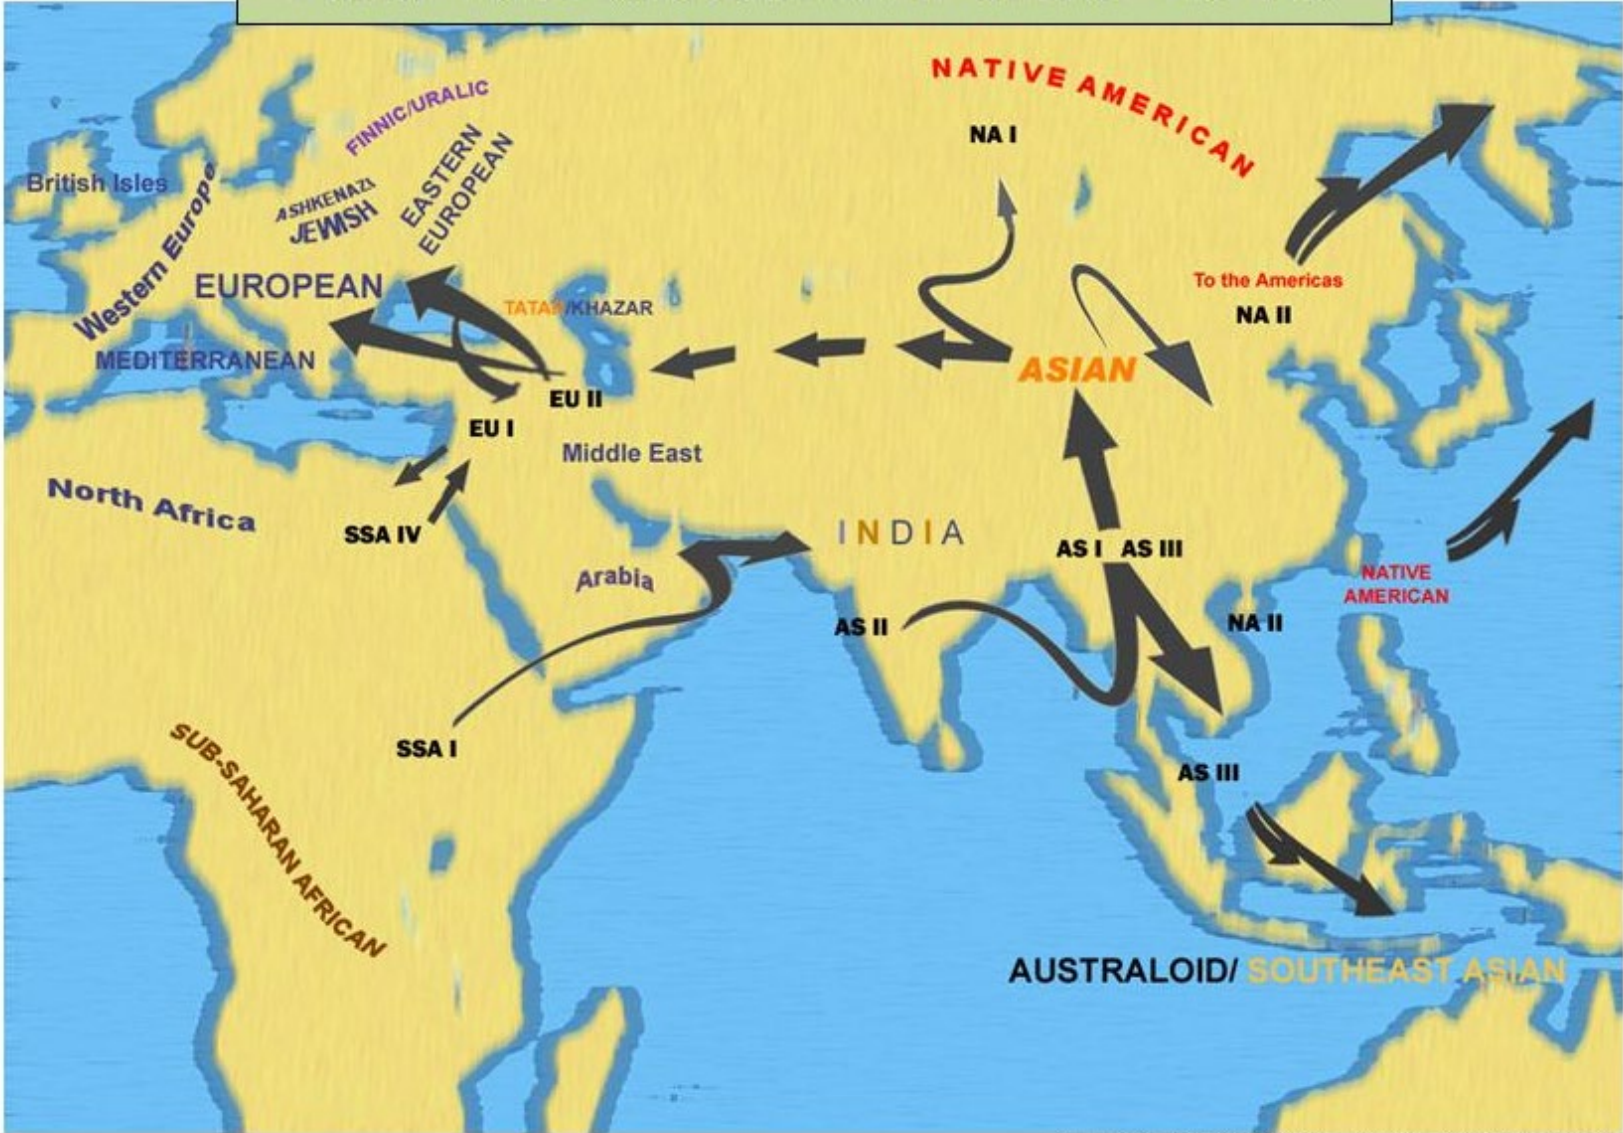 NATIVE AMERICAN
FINNIC/URALIC
NA I
EASTERN
EUROPEAN
British Isles
Western Europe
ASHKENAZI
JEWISH
EUROPEAN
To the Americas
NA II
TATAR/KHAZAR
MEDITERRANEAN
ASIAN
EU II
EU I
Middle East
North Africa
SSA IV
INDIA
AS I AS III
Arabia
NATIVE
AMERICAN
AS II
NA II
SSA I
SUB-SAHARAN AFRICAN
AS III
AUSTRALOID/ SOUTHEAST ASIAN